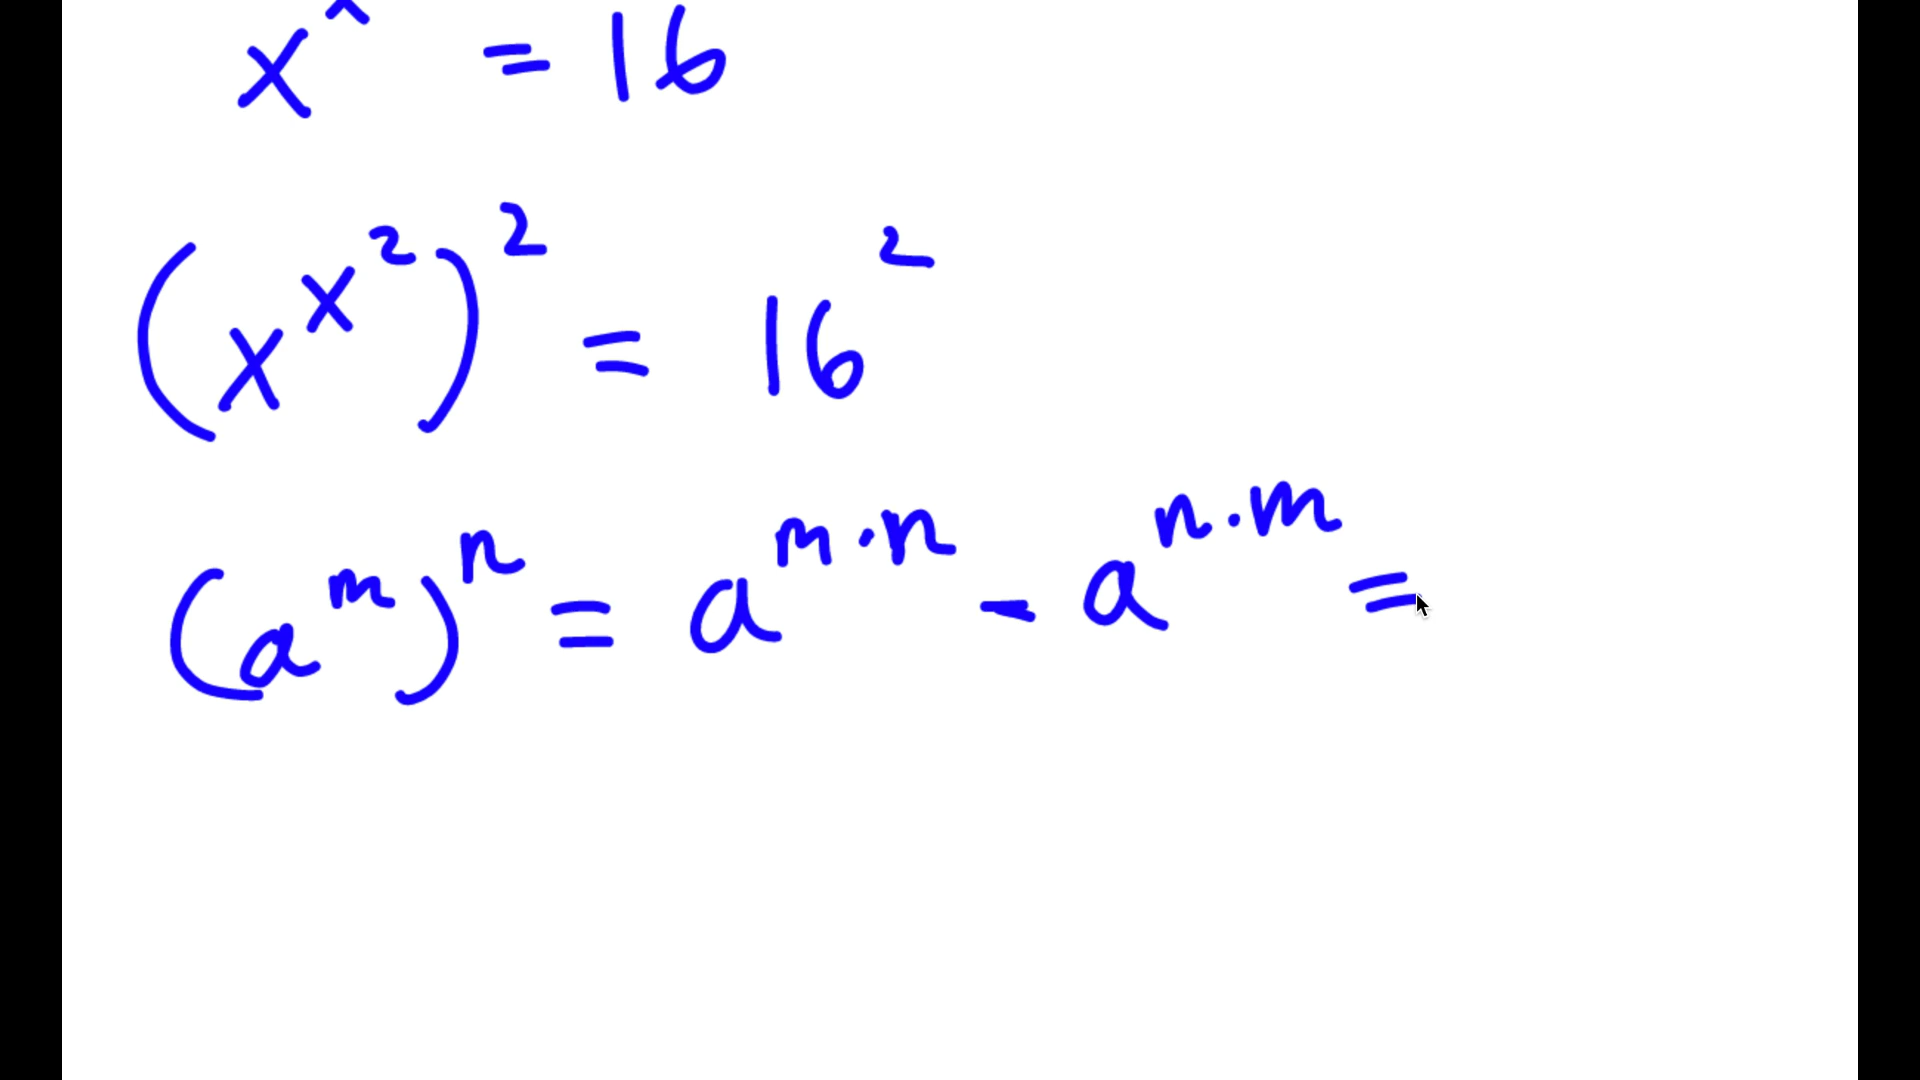 x^x = 16
(x^{x^2})^2 = 16^2
(a^m)^n = a^{m·n} - a^{n·m} =